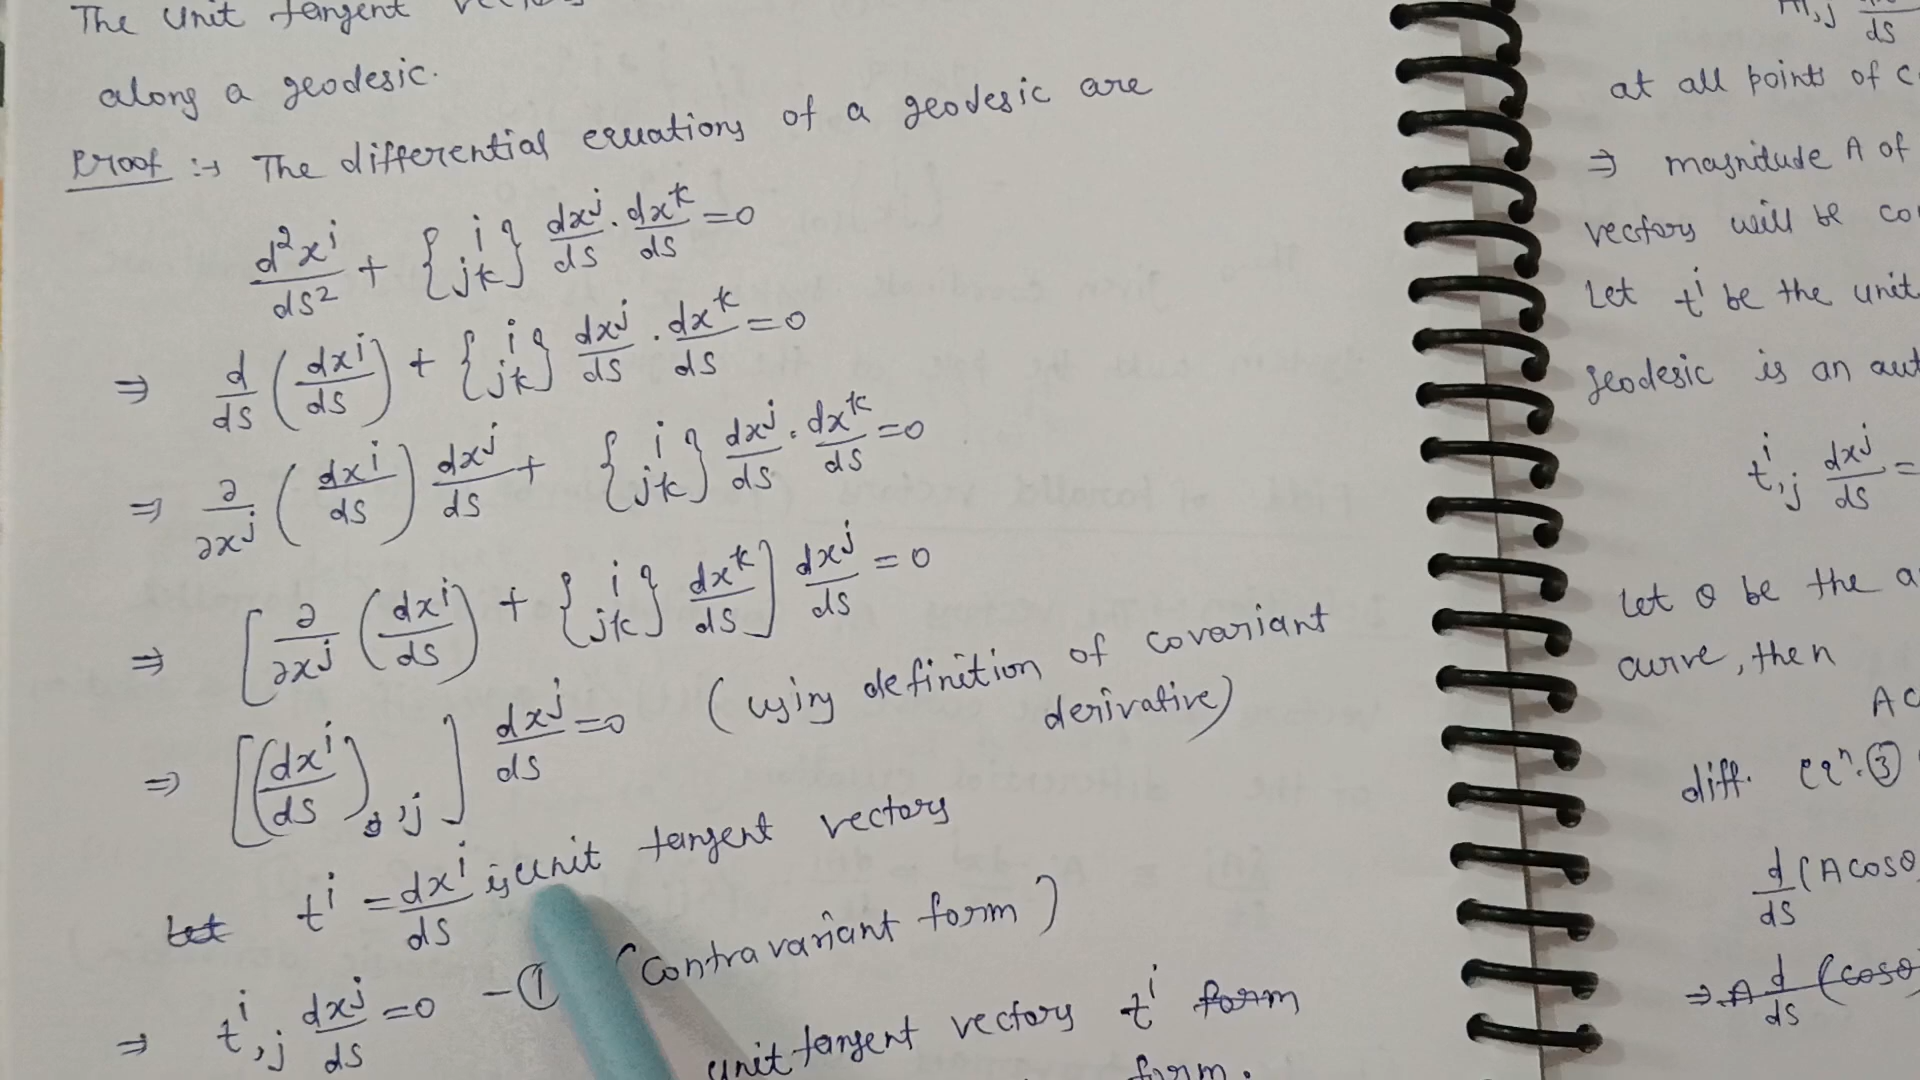 The unit tangent
along a geodesic.
Proof :→ The differential equations of a geodesic are
d²xⁱ/ds² + {i jk} dxʲ/ds · dxᵏ/ds = 0
⇒ d/ds (dxⁱ/ds) + {i jk} dxʲ/ds · dxᵏ/ds = 0
⇒ ∂/∂xʲ (dxⁱ/ds) dxʲ/ds + {i jk} dxʲ/ds · dxᵏ/ds = 0
⇒ [∂/∂xʲ (dxⁱ/ds) + {i jk} dxᵏ/ds] dxʲ/ds = 0
⇒ [(dxⁱ/ds) ,j] dxʲ/ds = 0 (using definition of covariant
derivative)
Let tⁱ = dxⁱ/ds is unit tangent vectors
(contravariant form)
⇒ tⁱ,j dxʲ/ds = 0 — ①
unit tangent vectors tⁱ form
form.
,j dx/ds
at all points of
⇒ magnitude A of
vectors will be
Let tⁱ be the unit
geodesic is an
tⁱ,j dxʲ/ds =
Let θ be the
curve, then
A
diff. eqⁿ. ③
d/ds (A cosθ
⇒ A d/ds (cosθ